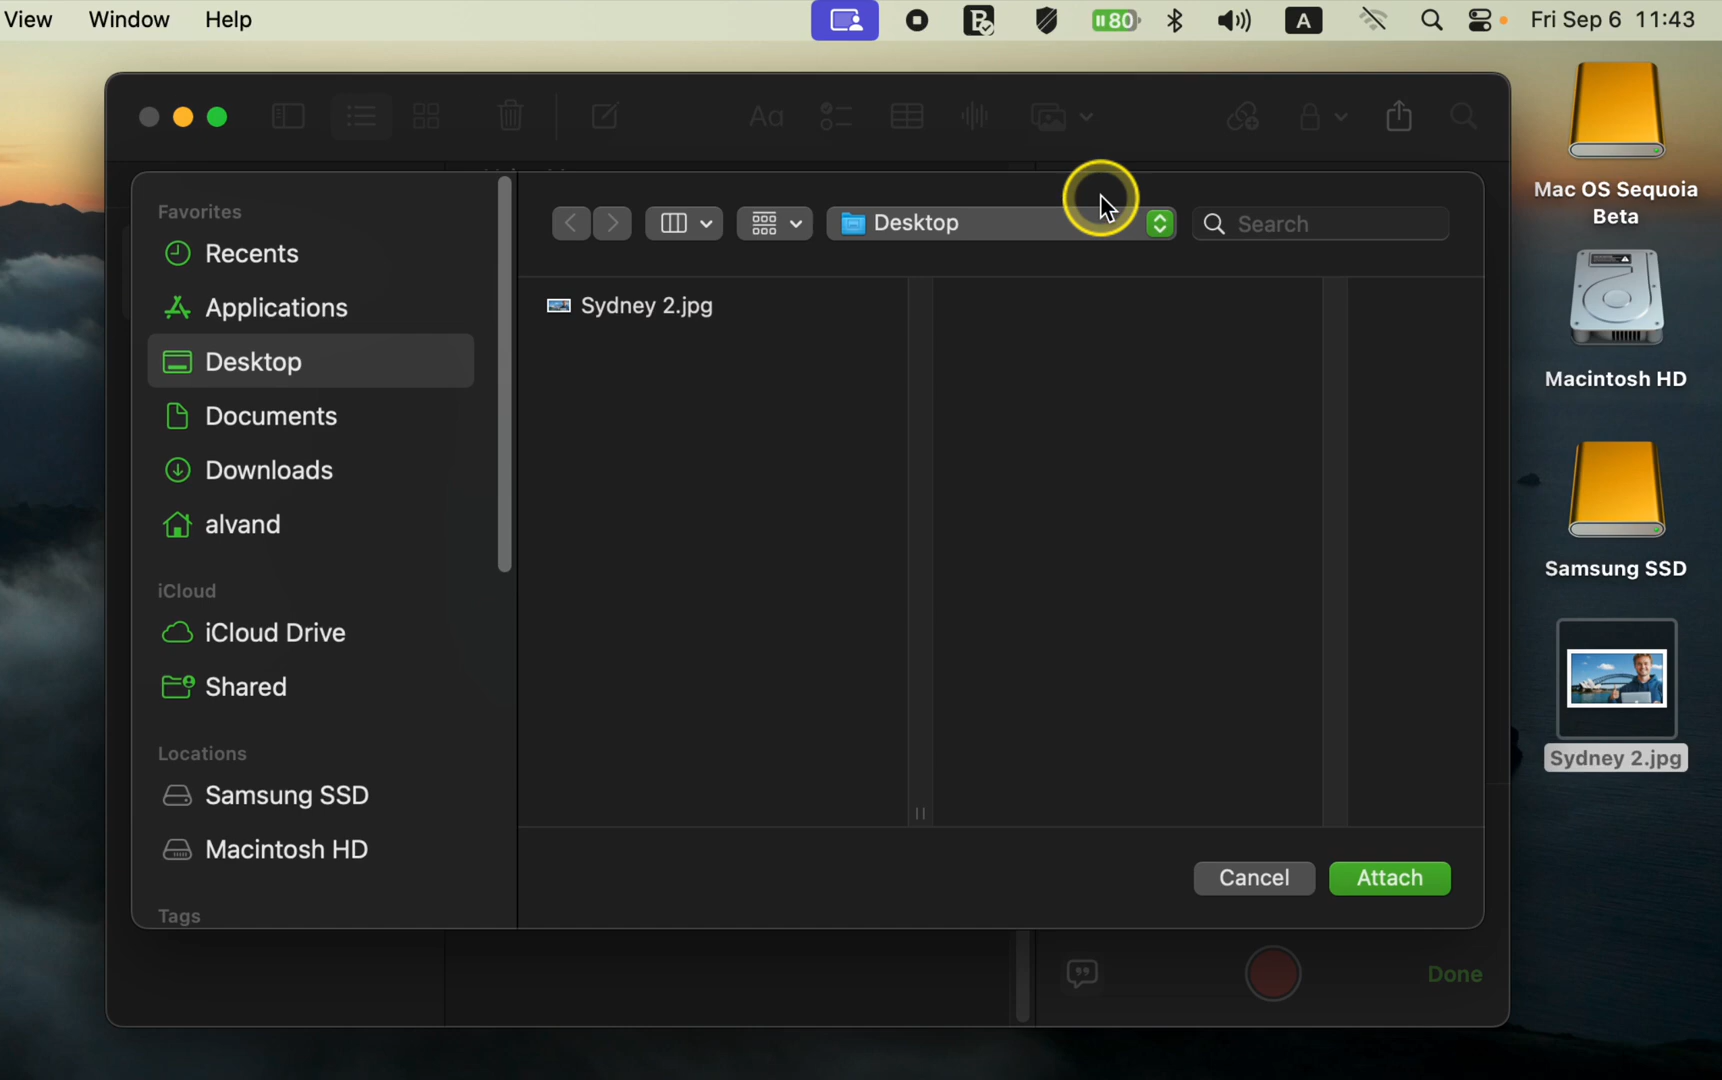 View Window Help 80 A Fri Sep 6 11:43
Aa
Favorites
Recents
Applications
Desktop
Documents
Downloads
alvand
iCloud
iCloud Drive
Shared
Locations
Samsung SSD
Macintosh HD
Tags
Desktop
Search
Sydney 2.jpg
Cancel Attach
Done
Mac OS Sequoia
Beta
Macintosh HD
Samsung SSD
Sydney 2.jpg